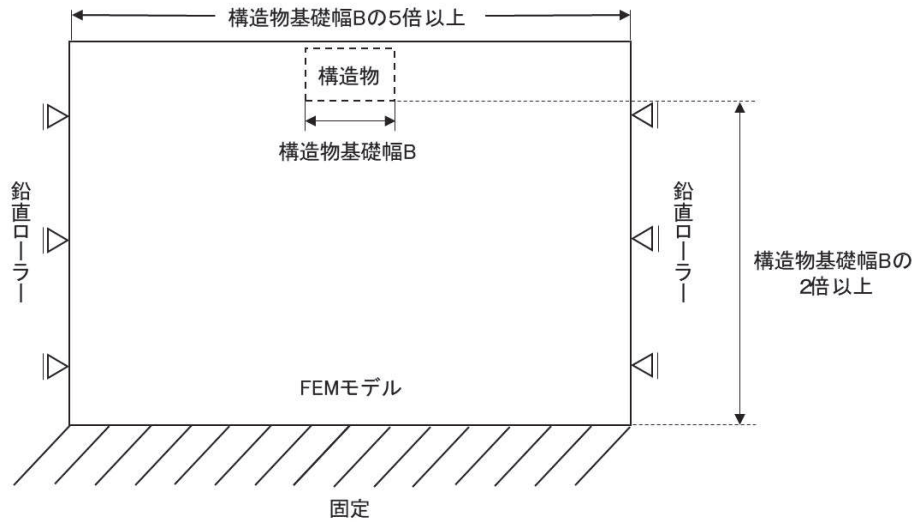 構造物基礎幅Bの5倍以上
構造物
構造物基礎幅B
鉛直ローラー
鉛直ローラー
構造物基礎幅Bの
2倍以上
FEMモデル
固定